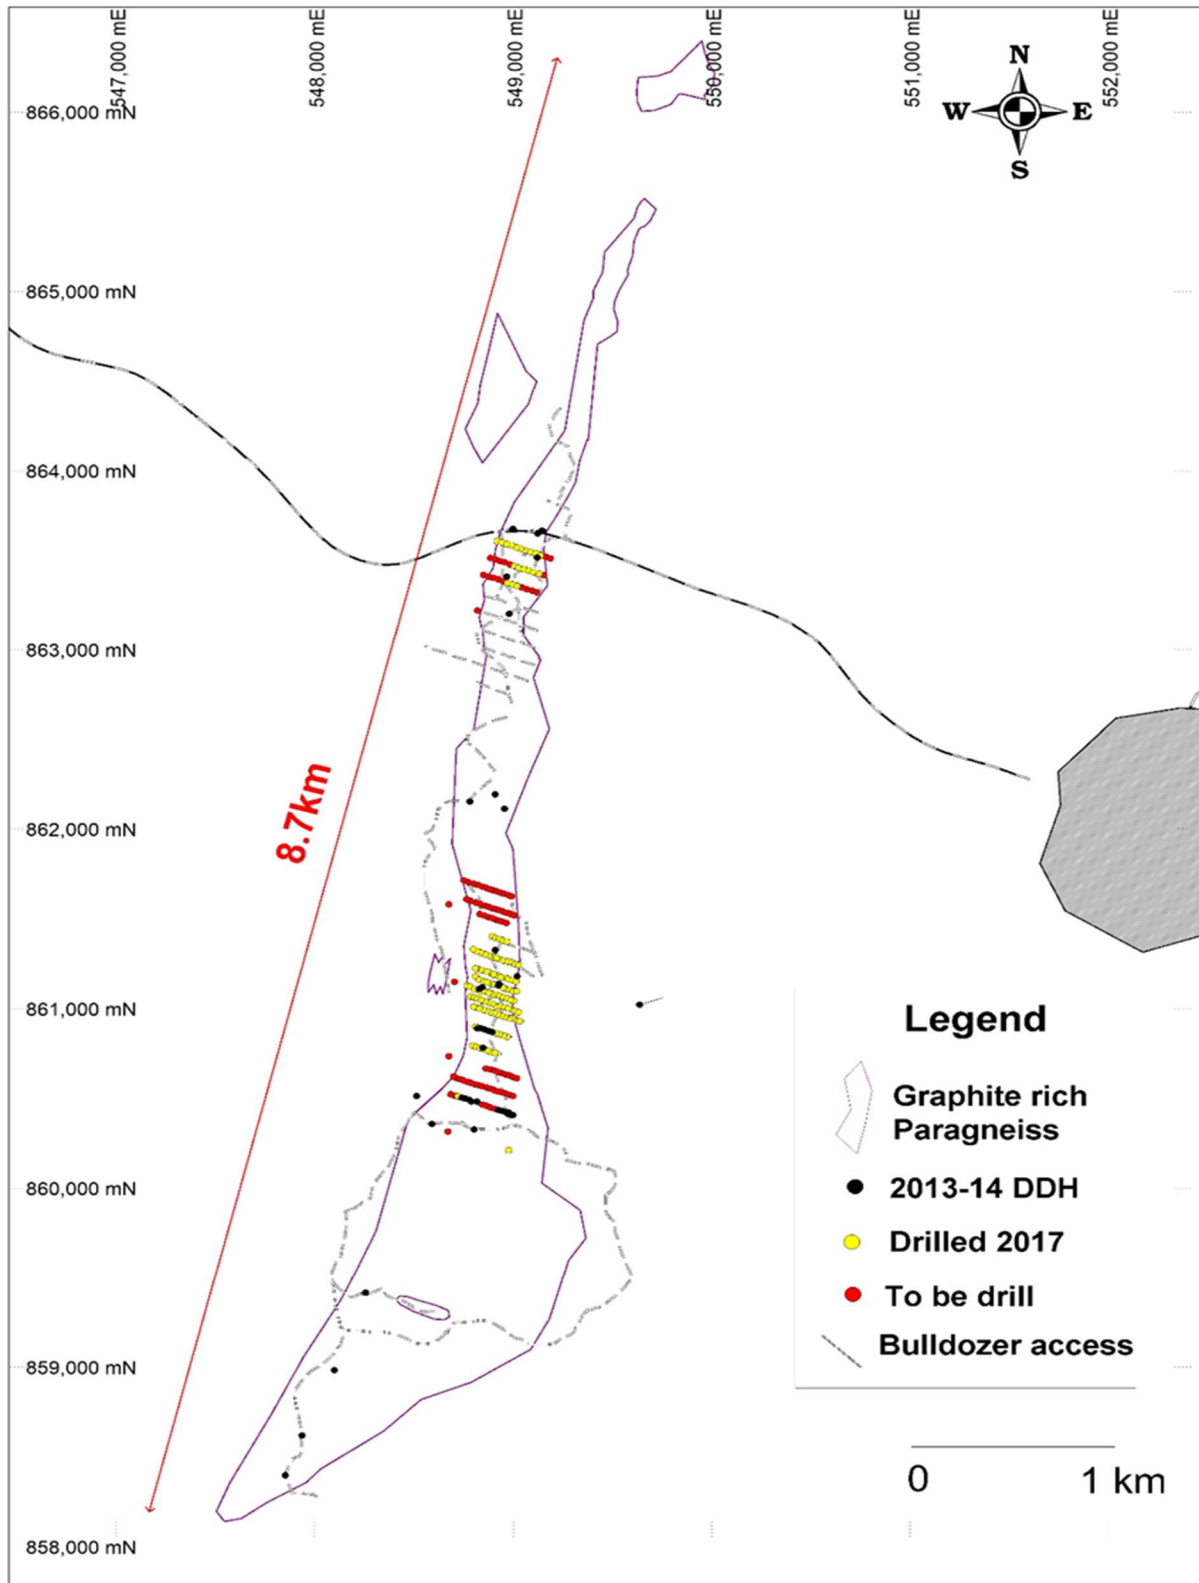 547,000 mE
548,000 mE
549,000 mE
550,000 mE
551,000 mE
552,000 mE
N
W E
S
866,000 mN
865,000 mN
864,000 mN
863,000 mN
862,000 mN
861,000 mN
860,000 mN
859,000 mN
858,000 mN
8.7km
Legend
Graphite rich
Paragneiss
2013-14 DDH
Drilled 2017
To be drill
Bulldozer access
0 1 km